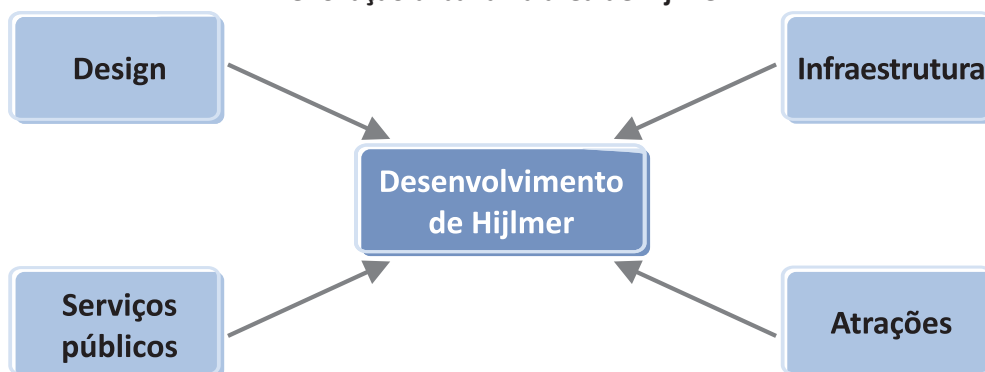 Design
Infraestrutura
Desenvolvimento
de Hijlmer
Serviços
públicos
Atrações